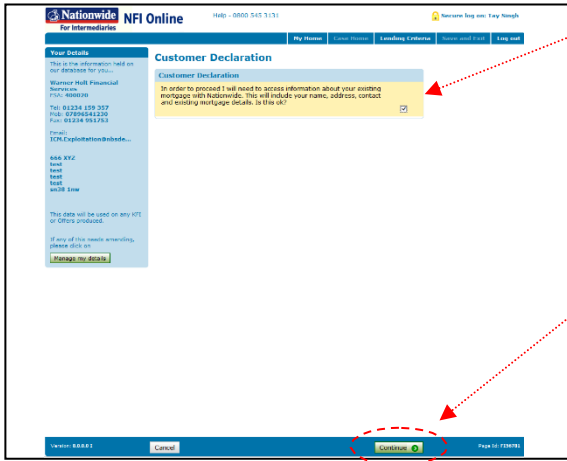 Nationwide NFI Online
For Intermediaries
Help - 0800 545 3131
Secure log on: Tay Singh
My Home Case Home Lending Criteria Save and Exit Log out
Your Details
This is the information held on
our database for you...
Warner Holt Financial
Services
FSA: 400020
Tel: 01234 159 357
Mob: 07896541230
Fax: 01234 951753
Email:
ICM.Exploitation@nbsde...
666 XYZ
test
test
test
test
sn38 1nw
This data will be used on any KFI
or Offers produced.
If any of this needs amending,
please click on
Manage my details
Customer Declaration
Customer Declaration
In order to proceed I will need to access information about your existing
mortgage with Nationwide. This will include your name, address, contact
and existing mortgage details. Is this ok?
Version: 0.0.0.0
Cancel
Continue
Page Id: